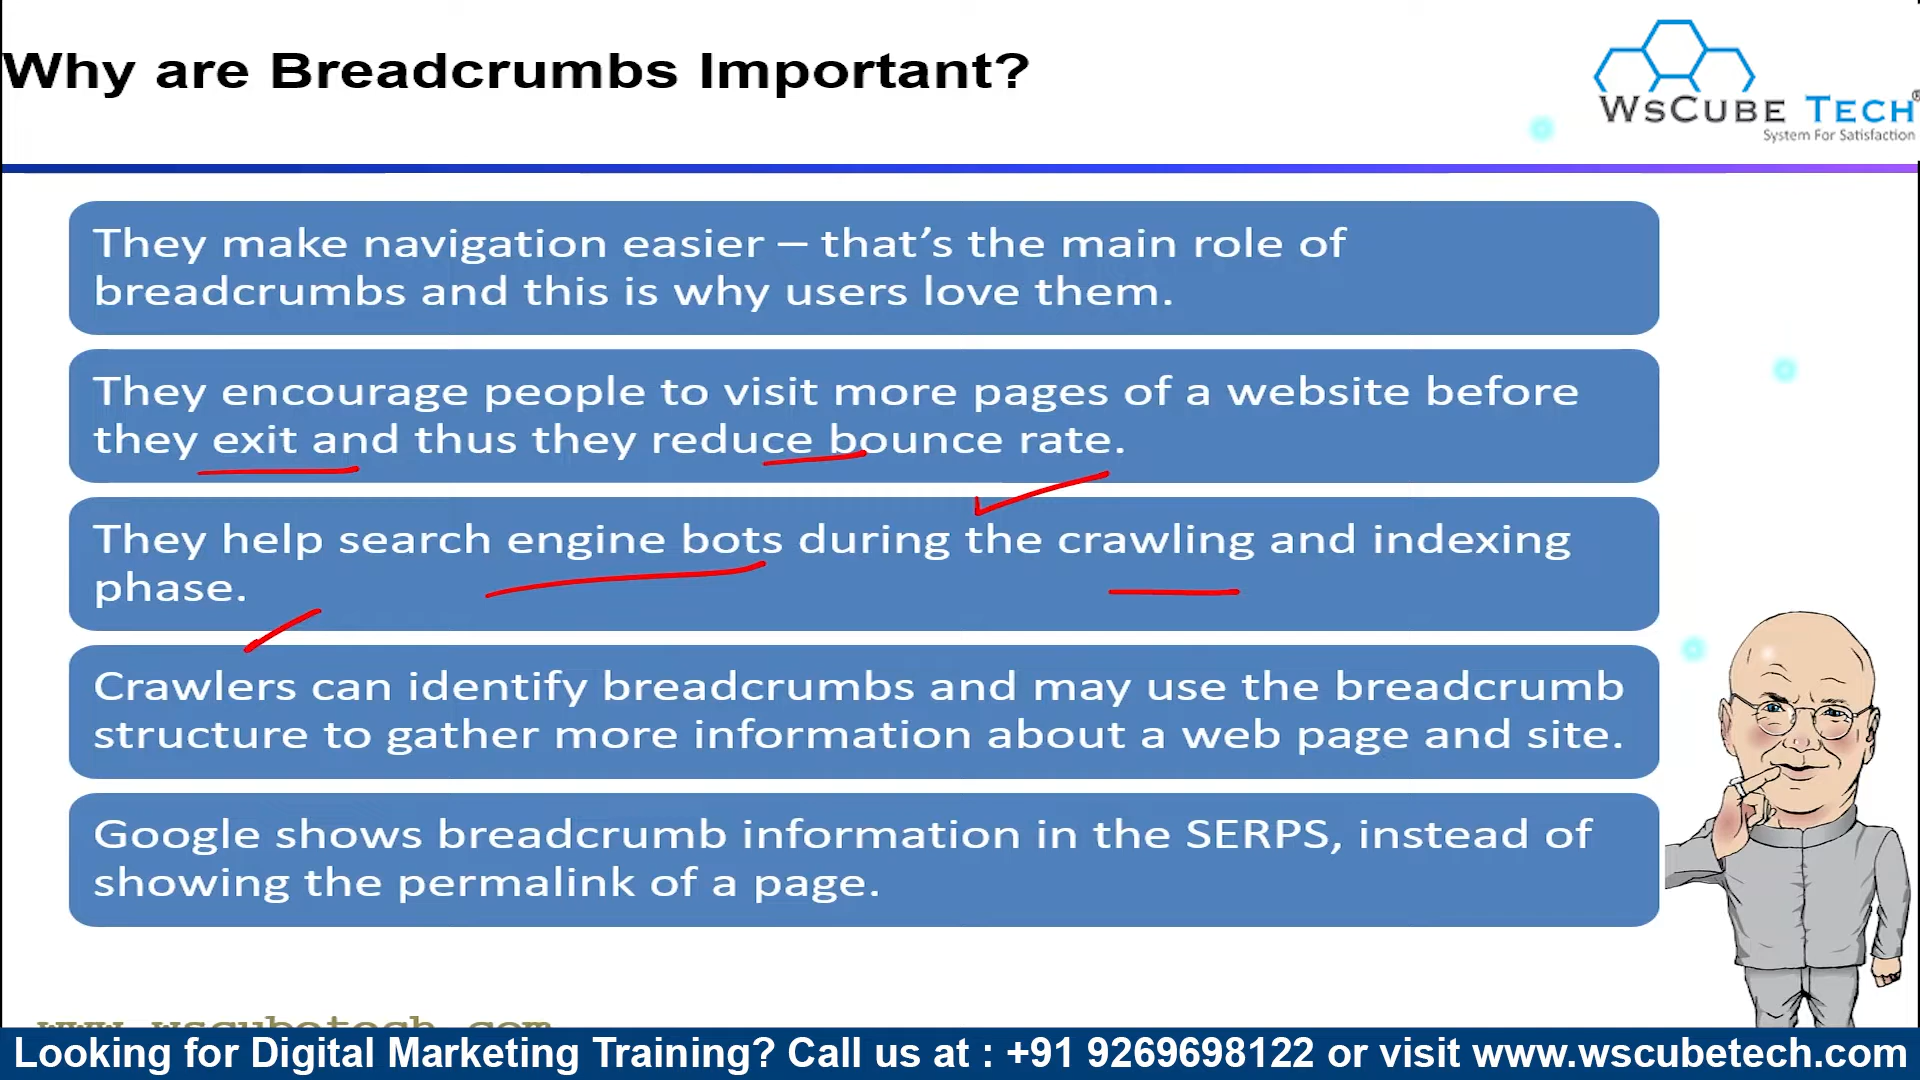 Why are Breadcrumbs Important?
WsCube Tech®
System For Satisfaction
They make navigation easier – that’s the main role of
breadcrumbs and this is why users love them.
They encourage people to visit more pages of a website before
they exit and thus they reduce bounce rate.
They help search engine bots during the crawling and indexing
phase.
Crawlers can identify breadcrumbs and may use the breadcrumb
structure to gather more information about a web page and site.
Google shows breadcrumb information in the SERPS, instead of
showing the permalink of a page.
www.wscubetech.com
Looking for Digital Marketing Training? Call us at : +91 9269698122 or visit www.wscubetech.com